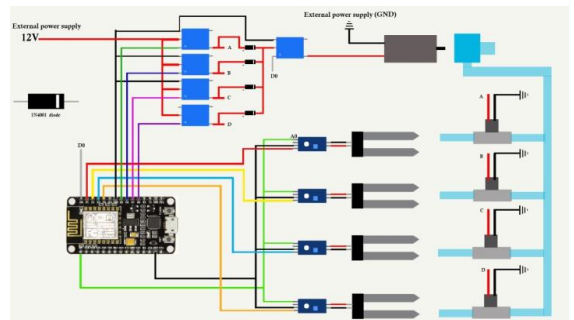 External power supply
12V
External power supply (GND)
A
B
C
D
D0
1N4001 diode
D0
A0
A
B
C
D